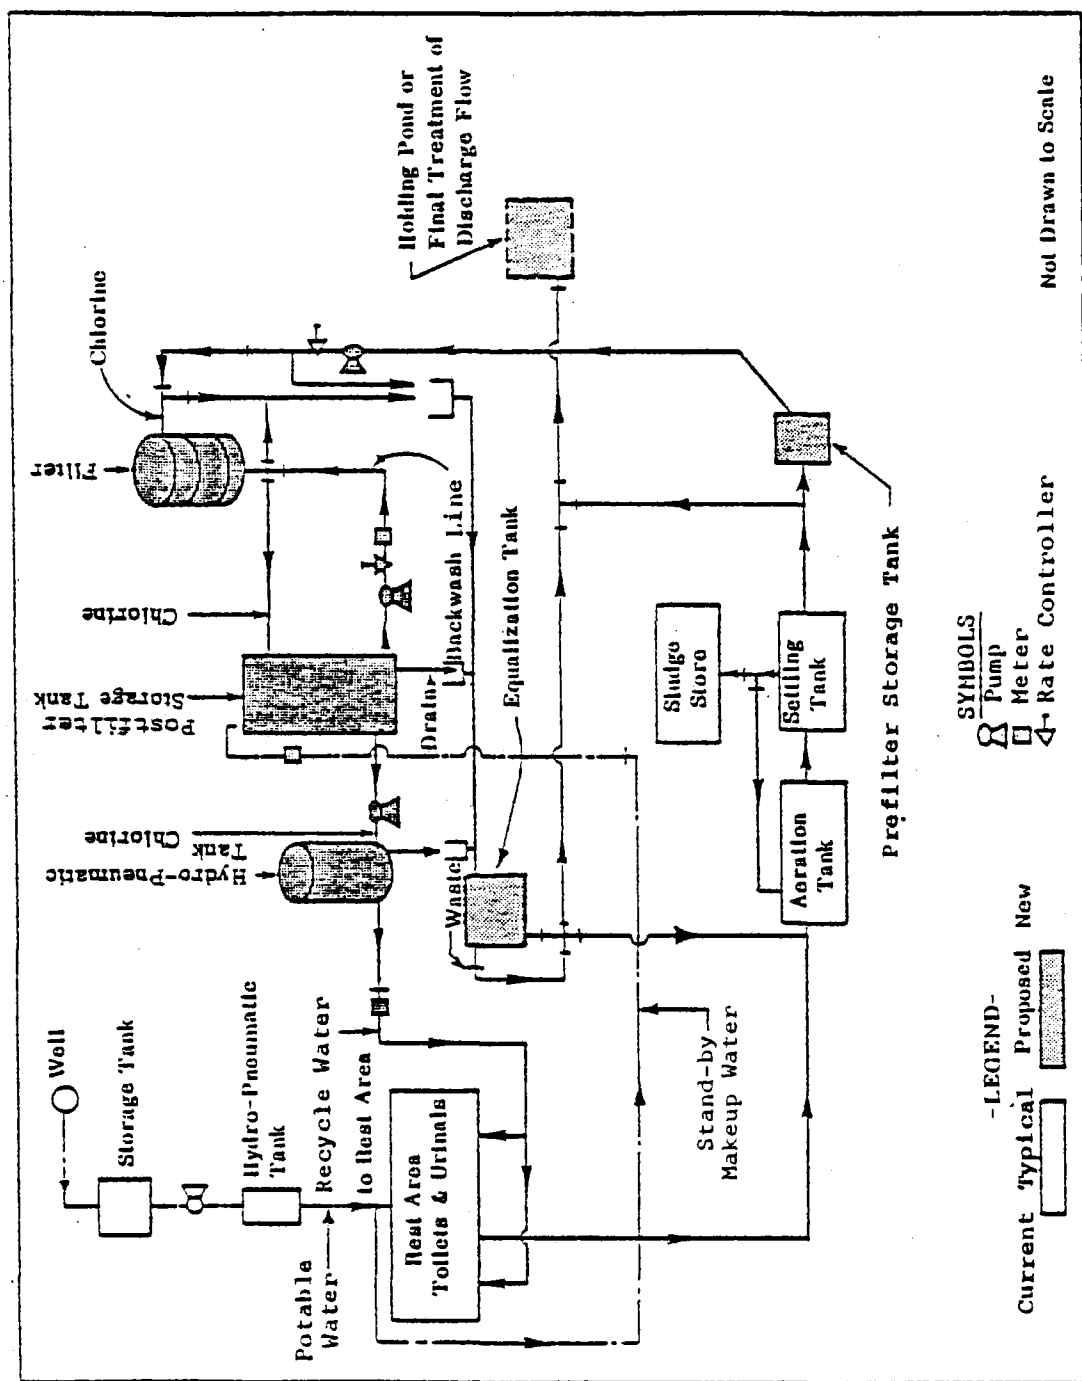 Well
Storage Tank
Hydro-Pneumatic
Tank
Potable
Water
Recycle Water
to Rest Area
Rest Area
Toilets & Urinals
Stand-by
Makeup Water
Hydro-Pneumatic
Tank
Chlorine
Waste
Equalization Tank
Postfilter
Storage Tank
Chlorine
Drain
Backwash Line
Filter
Chlorine
Holding Pond or
Final Treatment of
Discharge Flow
Aeration
Tank
Settling
Tank
Sludge
Store
Prefilter Storage Tank
-LEGEND-
Current Typical
Proposed New
SYMBOLS
Pump
Meter
Rate Controller
Not Drawn to Scale